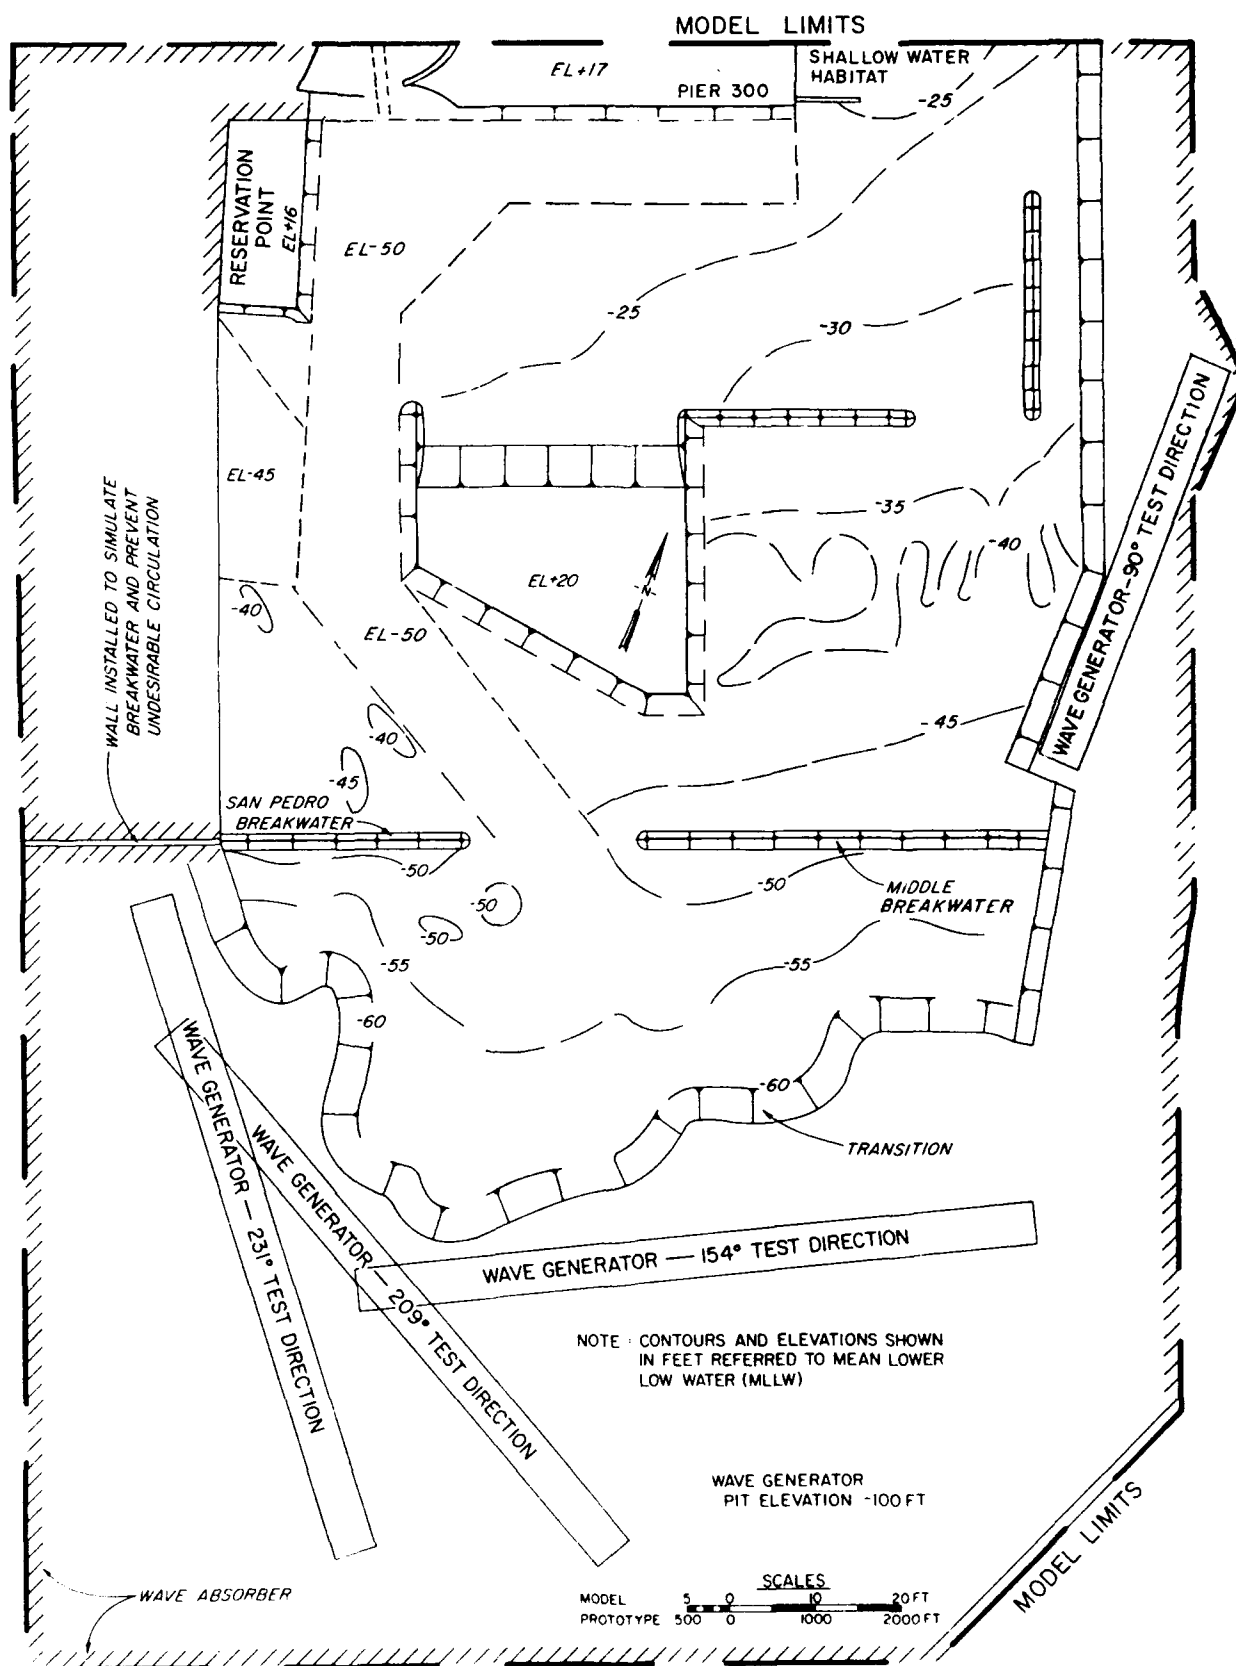 MODEL LIMITS
EL+17
SHALLOW WATER
HABITAT
PIER 300
-25
RESERVATION
POINT
EL+16
EL-50
-25
-30
EL-45
-35
-40
WAVE GENERATOR-90° TEST DIRECTION
WALL INSTALLED TO SIMULATE
BREAKWATER AND PREVENT
UNDESIRABLE CIRCULATION
EL+20
N
-40
EL-50
-40
-45
-45
SAN PEDRO
BREAKWATER
-50
-50
-50
-50
MIDDLE
BREAKWATER
-55
-55
-60
-60
TRANSITION
WAVE GENERATOR — 231° TEST DIRECTION
WAVE GENERATOR — 209° TEST DIRECTION
WAVE GENERATOR — 154° TEST DIRECTION
NOTE : CONTOURS AND ELEVATIONS SHOWN
IN FEET REFERRED TO MEAN LOWER
LOW WATER (MLLW)
WAVE GENERATOR
PIT ELEVATION -100 FT
MODEL LIMITS
WAVE ABSORBER
SCALES
MODEL 5 0 10 20 FT
PROTOTYPE 500 0 1000 2000 FT